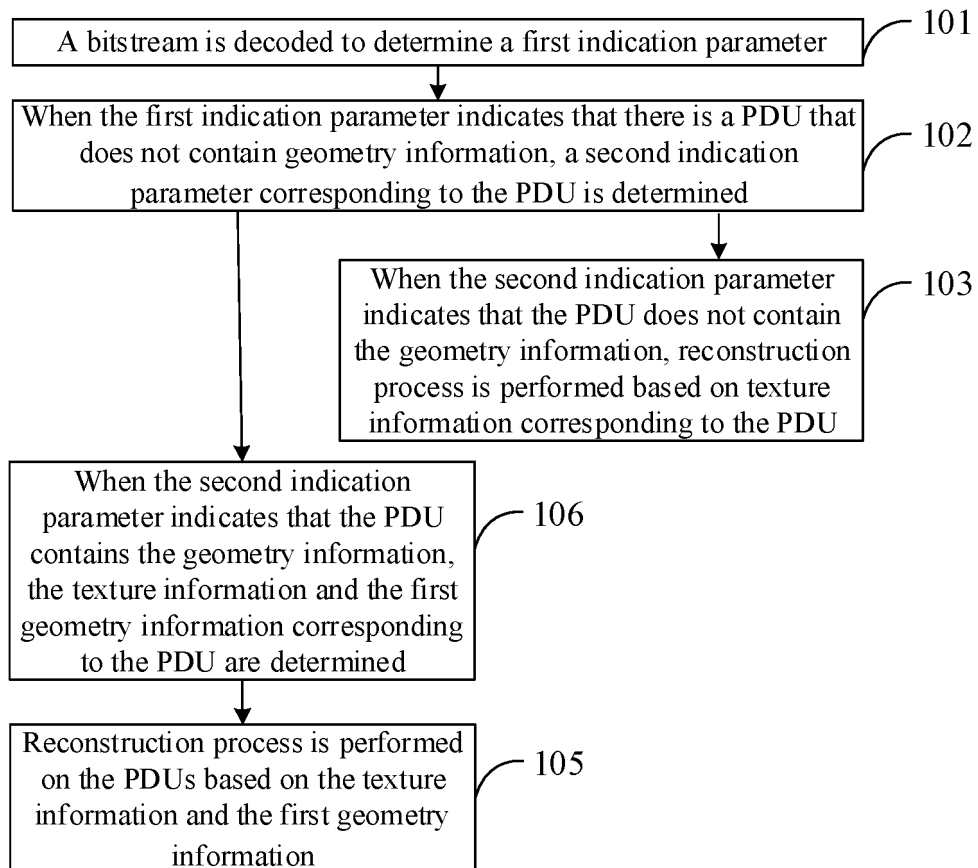 A bitstream is decoded to determine a first indication parameter
101
When the first indication parameter indicates that there is a PDU that
does not contain geometry information, a second indication
parameter corresponding to the PDU is determined
102
When the second indication parameter
indicates that the PDU does not contain
the geometry information, reconstruction
process is performed based on texture
information corresponding to the PDU
103
When the second indication
parameter indicates that the PDU
contains the geometry information,
the texture information and the first
geometry information corresponding
to the PDU are determined
106
Reconstruction process is performed
on the PDUs based on the texture
information and the first geometry
information
105